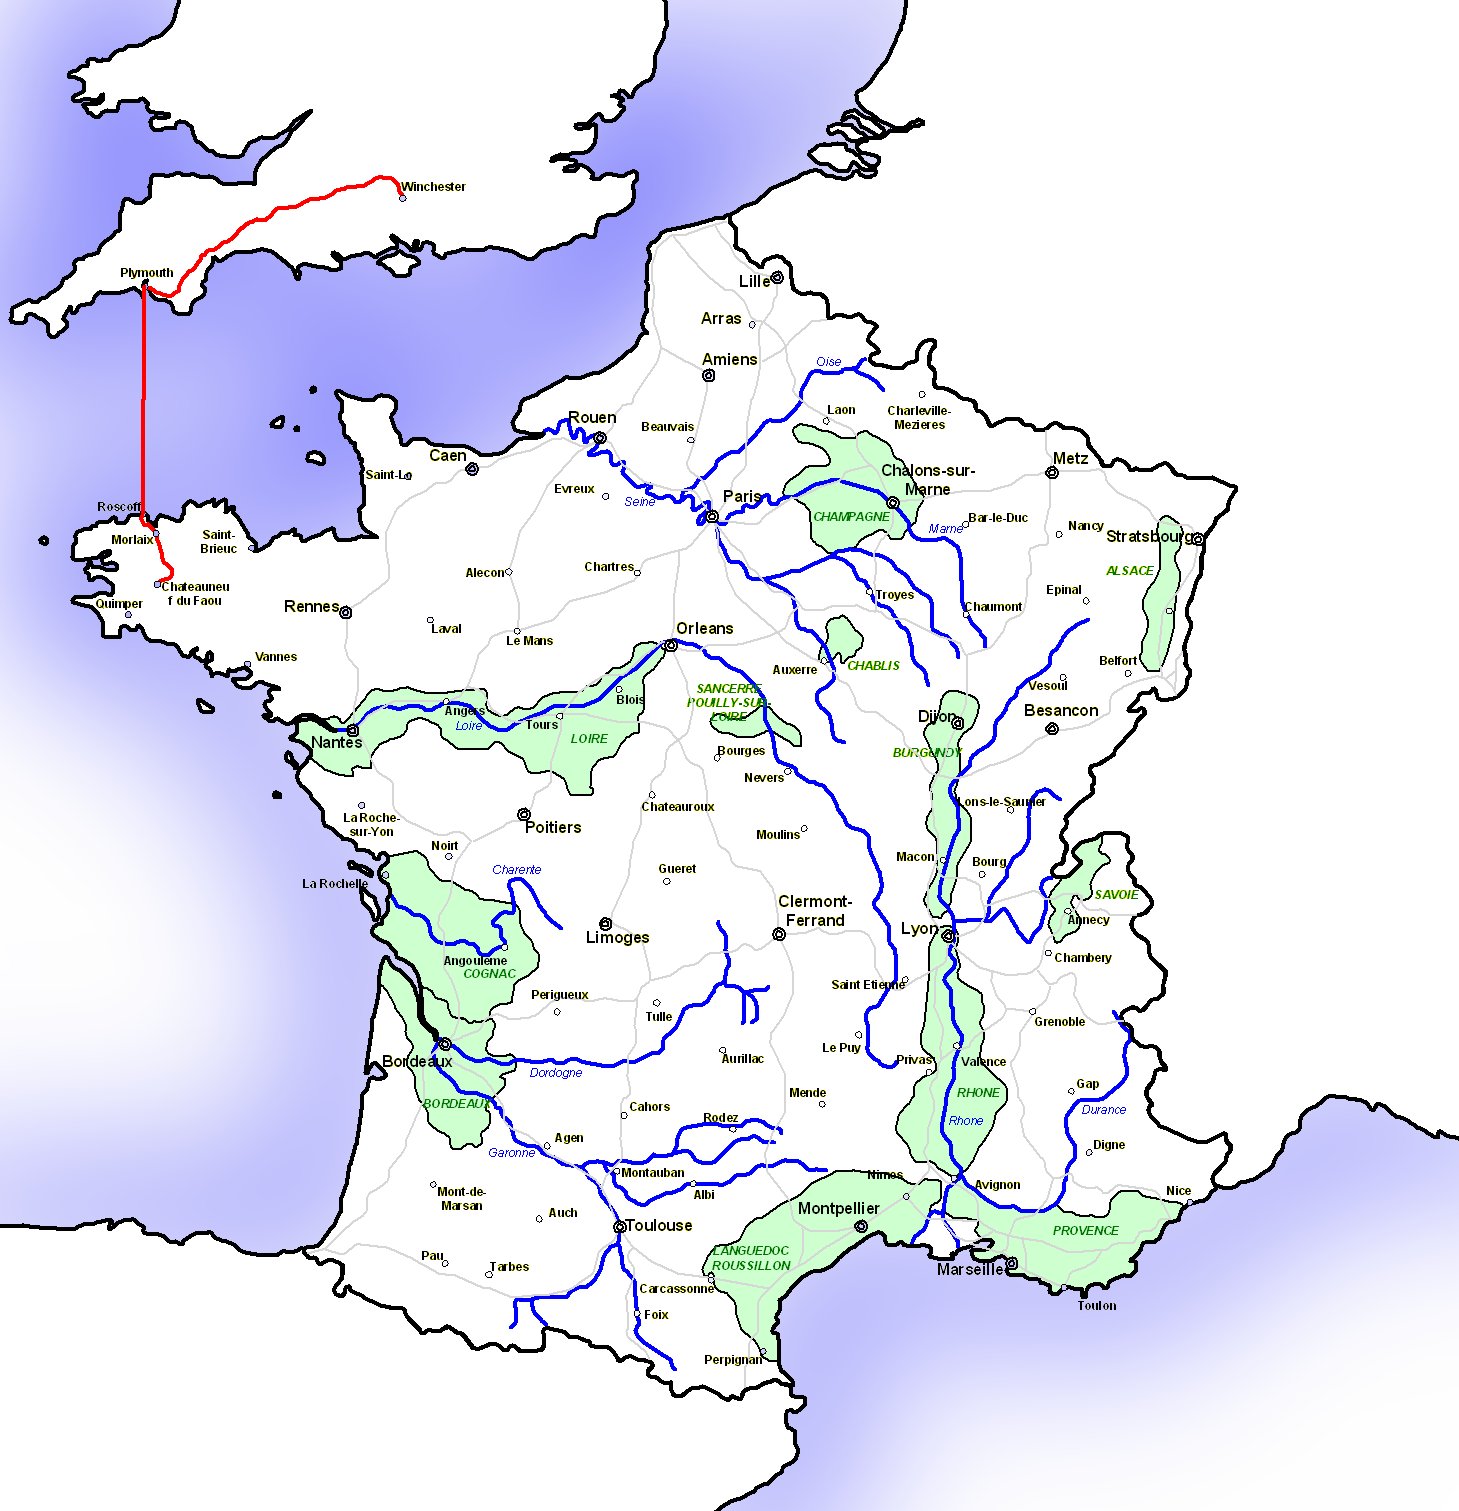 Winchester
Plymouth
Lille
Arras
Amiens
Oise
Laon
Charleville-
Mezieres
Rouen
Beauvais
Caen
Saint-Lo
Metz
Chalons-sur-
Marne
Evreux
Seine
Paris
CHAMPAGNE
Marne
Bar-le-Duc
Nancy
Stratsbourg
Roscoff
Morlaix
Saint-
Brieuc
Chateauneu
f du Faou
Quimper
Alecon
Chartres
ALSACE
Epinal
Troyes
Chaumont
Rennes
Laval
Le Mans
Orleans
Vannes
Auxerre
CHABLIS
Belfort
Vesoul
SANCERRE
POUILLY-SUR-
LOIRE
Blois
Angers
Loire
Tours
LOIRE
Nantes
Dijon
Besancon
BURGUNDY
Bourges
Nevers
Chateauroux
Lons-le-Saunier
La Roche-
sur-Yon
Poitiers
Moulins
Noirt
Macon
Bourg
Charente
Gueret
La Rochelle
SAVOIE
Annecy
Clermont-
Ferrand
Limoges
Lyon
Angouleme
COGNAC
Chambery
Saint Etienne
Perigueux
Tulle
Grenoble
Le Puy
Bordeaux
Aurillac
Privas
Valence
Dordogne
Gap
Mende
RHONE
BORDEAUX
Cahors
Rodez
Rhone
Durance
Agen
Garonne
Digne
Montauban
Albi
Nimes
Avignon
Nice
Mont-de-
Marsan
Auch
Toulouse
Montpellier
PROVENCE
Pau
Tarbes
LANGUEDOC
ROUSSILLON
Marseille
Carcassonne
Toulon
Foix
Perpignan